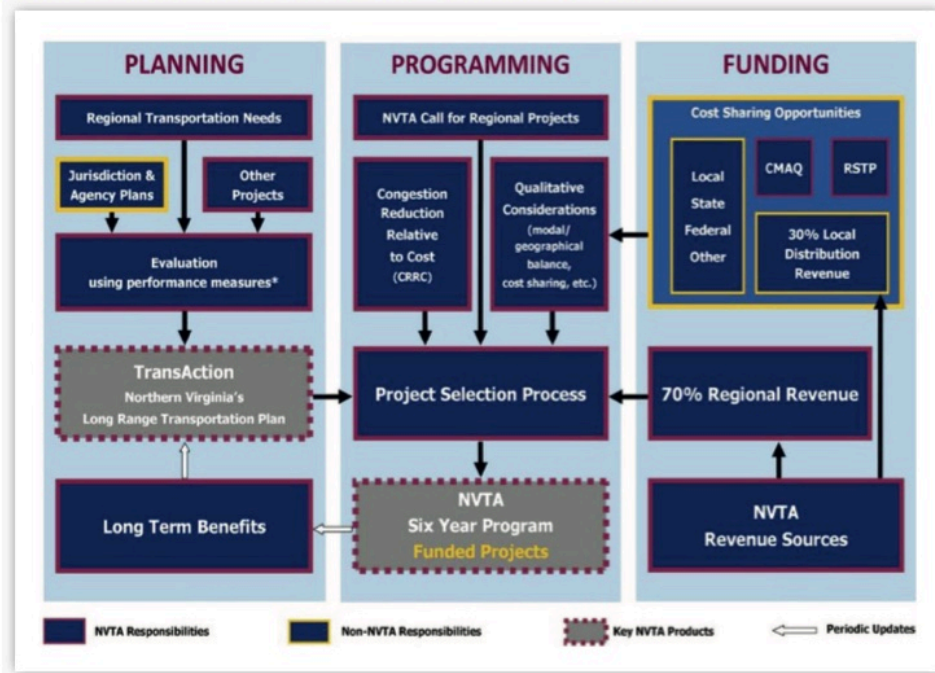 PLANNING
Regional Transportation Needs
Jurisdiction &
Agency Plans
Other
Projects
Evaluation
using performance measures*
TransAction
Northern Virginia's
Long Range Transportation Plan
Long Term Benefits
PROGRAMMING
NVTA Call for Regional Projects
Congestion
Reduction
Relative
to Cost
(CRRC)
Qualitative
Considerations
(modal/
geographical
balance,
cost sharing, etc.)
Project Selection Process
NVTA
Six Year Program
Funded Projects
FUNDING
Cost Sharing Opportunities
Local
State
Federal
Other
CMAQ
RSTP
30% Local
Distribution
Revenue
70% Regional Revenue
NVTA
Revenue Sources
NVTA Responsibilities
Non-NVTA Responsibilities
Key NVTA Products
Periodic Updates